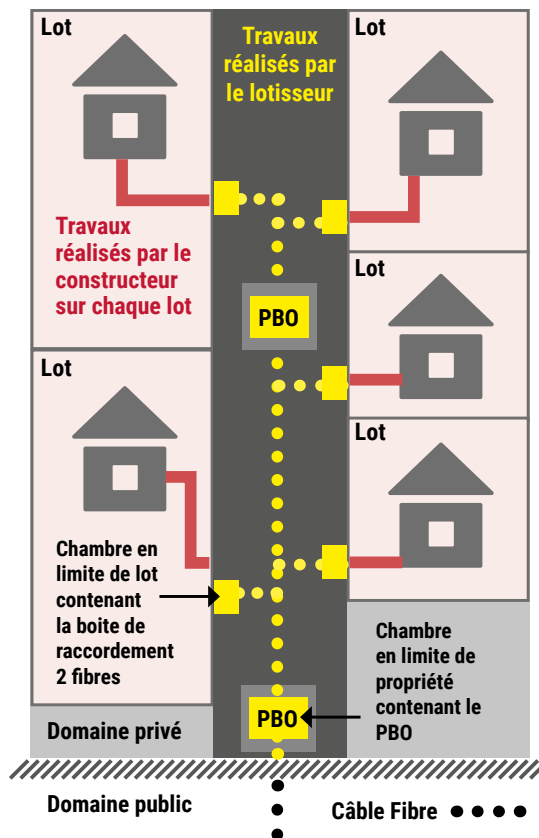 Lot
Travaux
réalisés par
le lotisseur
Lot
Travaux
réalisés par le
constructeur
sur chaque lot
PBO
Lot
Lot
Lot
Chambre en
limite de lot
contenant
la boite de
raccordement
2 fibres
Chambre
en limite de
propriété
contenant le
PBO
PBO
Domaine privé
Domaine public
Câble Fibre